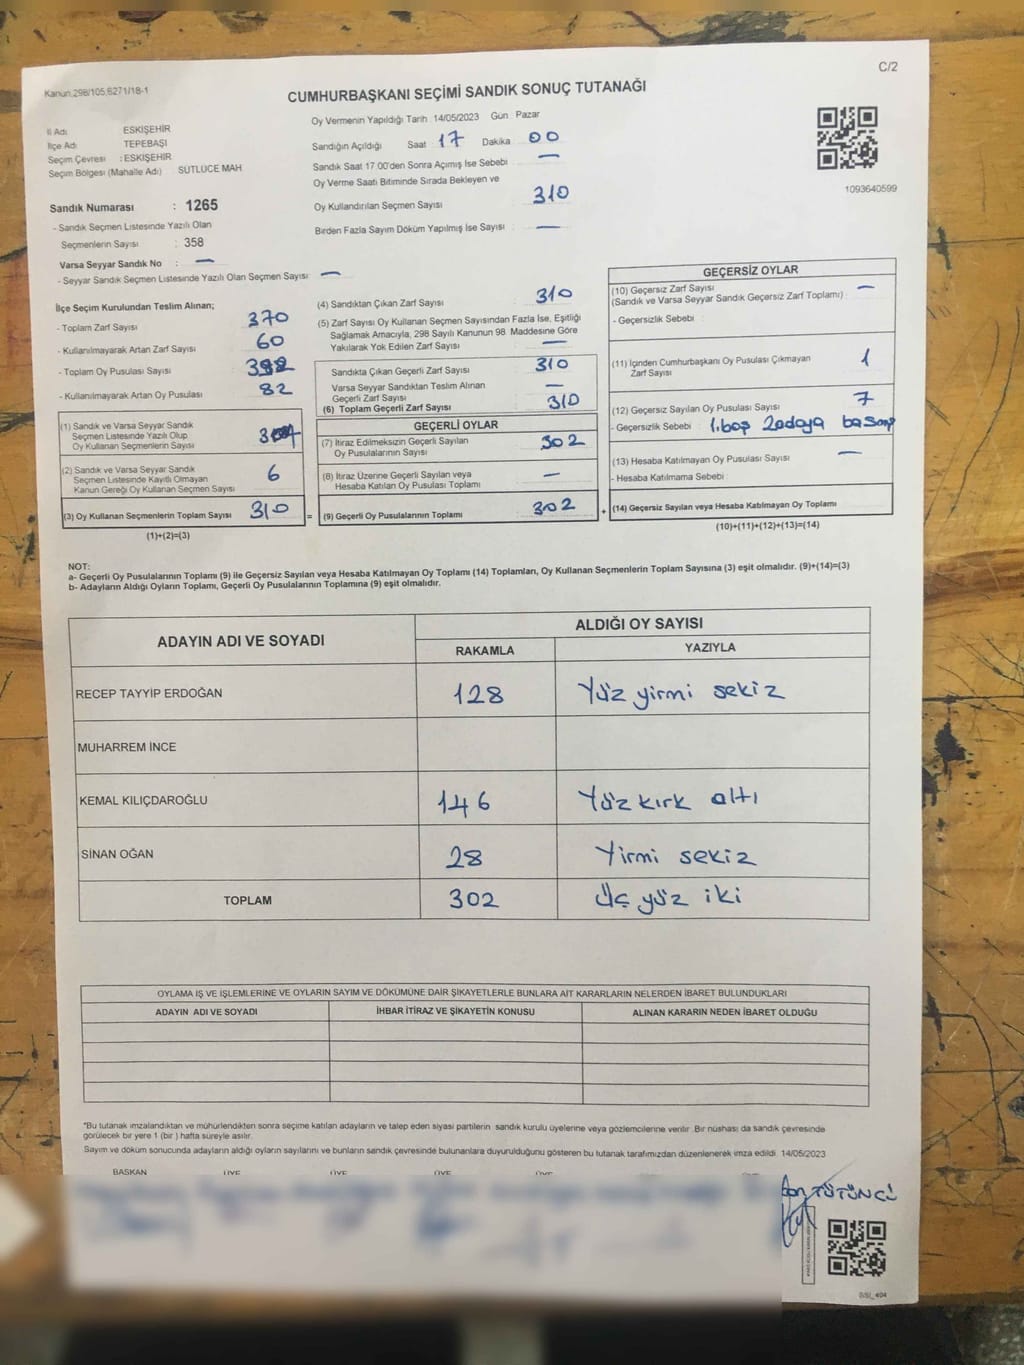 C/2
Kanun,298/105,6271/18-1
CUMHURBAŞKANI SEÇİMİ SANDIK SONUÇ TUTANAĞI
1093640599
İl Adı ESKİŞEHİR
İlçe Adı TEPEBAŞI
Seçim Çevresi : ESKİŞEHİR
Seçim Bölgesi (Mahalle Adı) SÜTLÜCE MAH
Sandık Numarası : 1265
- Sandık Seçmen Listesinde Yazılı Olan
Seçmenlerin Sayısı : 358
Varsa Seyyar Sandık No : —
- Seyyar Sandık Seçmen Listesinde Yazılı Olan Seçmen Sayısı : —
Oy Vermenin Yapıldığı Tarih 14/05/2023 Gün : Pazar
Sandığın Açıldığı Saat 17 Dakika 00
Sandık Saat 17:00'den Sonra Açımış İse Sebebi —
Oy Verme Saati Bitiminde Sırada Bekleyen ve
Oy Kullandırılan Seçmen Sayısı 310
Birden Fazla Sayım Döküm Yapılmış İse Sayısı : —
İlçe Seçim Kurulundan Teslim Alınan;
- Toplam Zarf Sayısı 370
- Kullanılmayarak Artan Zarf Sayısı 60
- Toplam Oy Pusulası Sayısı
- Kullanılmayarak Artan Oy Pusulası 82
(1) Sandık ve Varsa Seyyar Sandık
Seçmen Listesinde Yazılı Olup
Oy Kullanan Seçmenlerin Sayısı
(2) Sandık ve Varsa Seyyar Sandık
Seçmen Listesinde Kayıtlı Olmayan
Kanun Gereği Oy Kullanan Seçmen Sayısı 6
(3) Oy Kullanan Seçmenlerin Toplam Sayısı 310
(1)+(2)=(3)
(4) Sandıktan Çıkan Zarf Sayısı 310
(5) Zarf Sayısı Oy Kullanan Seçmen Sayısından Fazla İse, Eşitliği
Sağlamak Amacıyla, 298 Sayılı Kanunun 98. Maddesine Göre
Yakılarak Yok Edilen Zarf Sayısı —
Sandıkta Çıkan Geçerli Zarf Sayısı 310
Varsa Seyyar Sandıktan Teslim Alınan
Geçerli Zarf Sayısı —
(6) Toplam Geçerli Zarf Sayısı 310
GEÇERLİ OYLAR
(7) İtiraz Edilmeksizin Geçerli Sayılan
Oy Pusulalarının Sayısı 302
(8) İtiraz Üzerine Geçerli Sayılan veya
Hesaba Katılan Oy Pusulası Toplamı —
= (9) Geçerli Oy Pusulalarının Toplamı 302 +
GEÇERSİZ OYLAR
(10) Geçersiz Zarf Sayısı —
(Sandık ve Varsa Seyyar Sandık Geçersiz Zarf Toplamı) :
- Geçersizlik Sebebi :
(11) İçinden Cumhurbaşkanı Oy Pusulası Çıkmayan
Zarf Sayısı 1
(12) Geçersiz Sayılan Oy Pusulası Sayısı 7
- Geçersizlik Sebebi : 1.boş 2adaya basmış
(13) Hesaba Katılmayan Oy Pusulası Sayısı —
- Hesaba Katılmama Sebebi :
(14) Geçersiz Sayılan veya Hesaba Katılmayan Oy Toplamı
(10)+(11)+(12)+(13)=(14)
NOT:
a- Geçerli Oy Pusulalarının Toplamı (9) ile Geçersiz Sayılan veya Hesaba Katılmayan Oy Toplamı (14) Toplamları, Oy Kullanan Seçmenlerin Toplam Sayısına (3) eşit olmalıdır. (9)+(14)=(3)
b- Adayların Aldığı Oyların Toplamı, Geçerli Oy Pusulalarının Toplamına (9) eşit olmalıdır.
ADAYIN ADI VE SOYADI ALDIĞI OY SAYISI
RAKAMLA YAZIYLA
RECEP TAYYİP ERDOĞAN 128 Yüz yirmi sekiz
MUHARREM İNCE
KEMAL KILIÇDAROĞLU 146 Yüz kırk altı
SİNAN OĞAN 28 Yirmi sekiz
TOPLAM 302 Üç yüz iki
OYLAMA İŞ VE İŞLEMLERİNE VE OYLARIN SAYIM VE DÖKÜMÜNE DAİR ŞİKAYETLERLE BUNLARA AİT KARARLARIN NELERDEN İBARET BULUNDUKLARI
ADAYIN ADI VE SOYADI İHBAR İTİRAZ VE ŞİKAYETİN KONUSU ALINAN KARARIN NEDEN İBARET OLDUĞU
"Bu tutanak imzalandıktan ve mühürlendikten sonra seçime katılan adayların ve talep eden siyasi partilerin sandık kurulu üyelerine veya gözlemcilerine verilir. Bir nüshası da sandık çevresinde
görülecek bir yere 1 (bir ) hafta süreyle asılır.
Sayım ve döküm sonucunda adayların aldığı oyların sayılarını ve bunların sandık çevresinde bulunanlara duyurulduğunu gösteren bu tutanak tarafımızdan düzenlenerek imza edildi. 14/05/2023
BAŞKAN ÜYE ÜYE ÜYE ÜYE
TÜTÜNCÜ